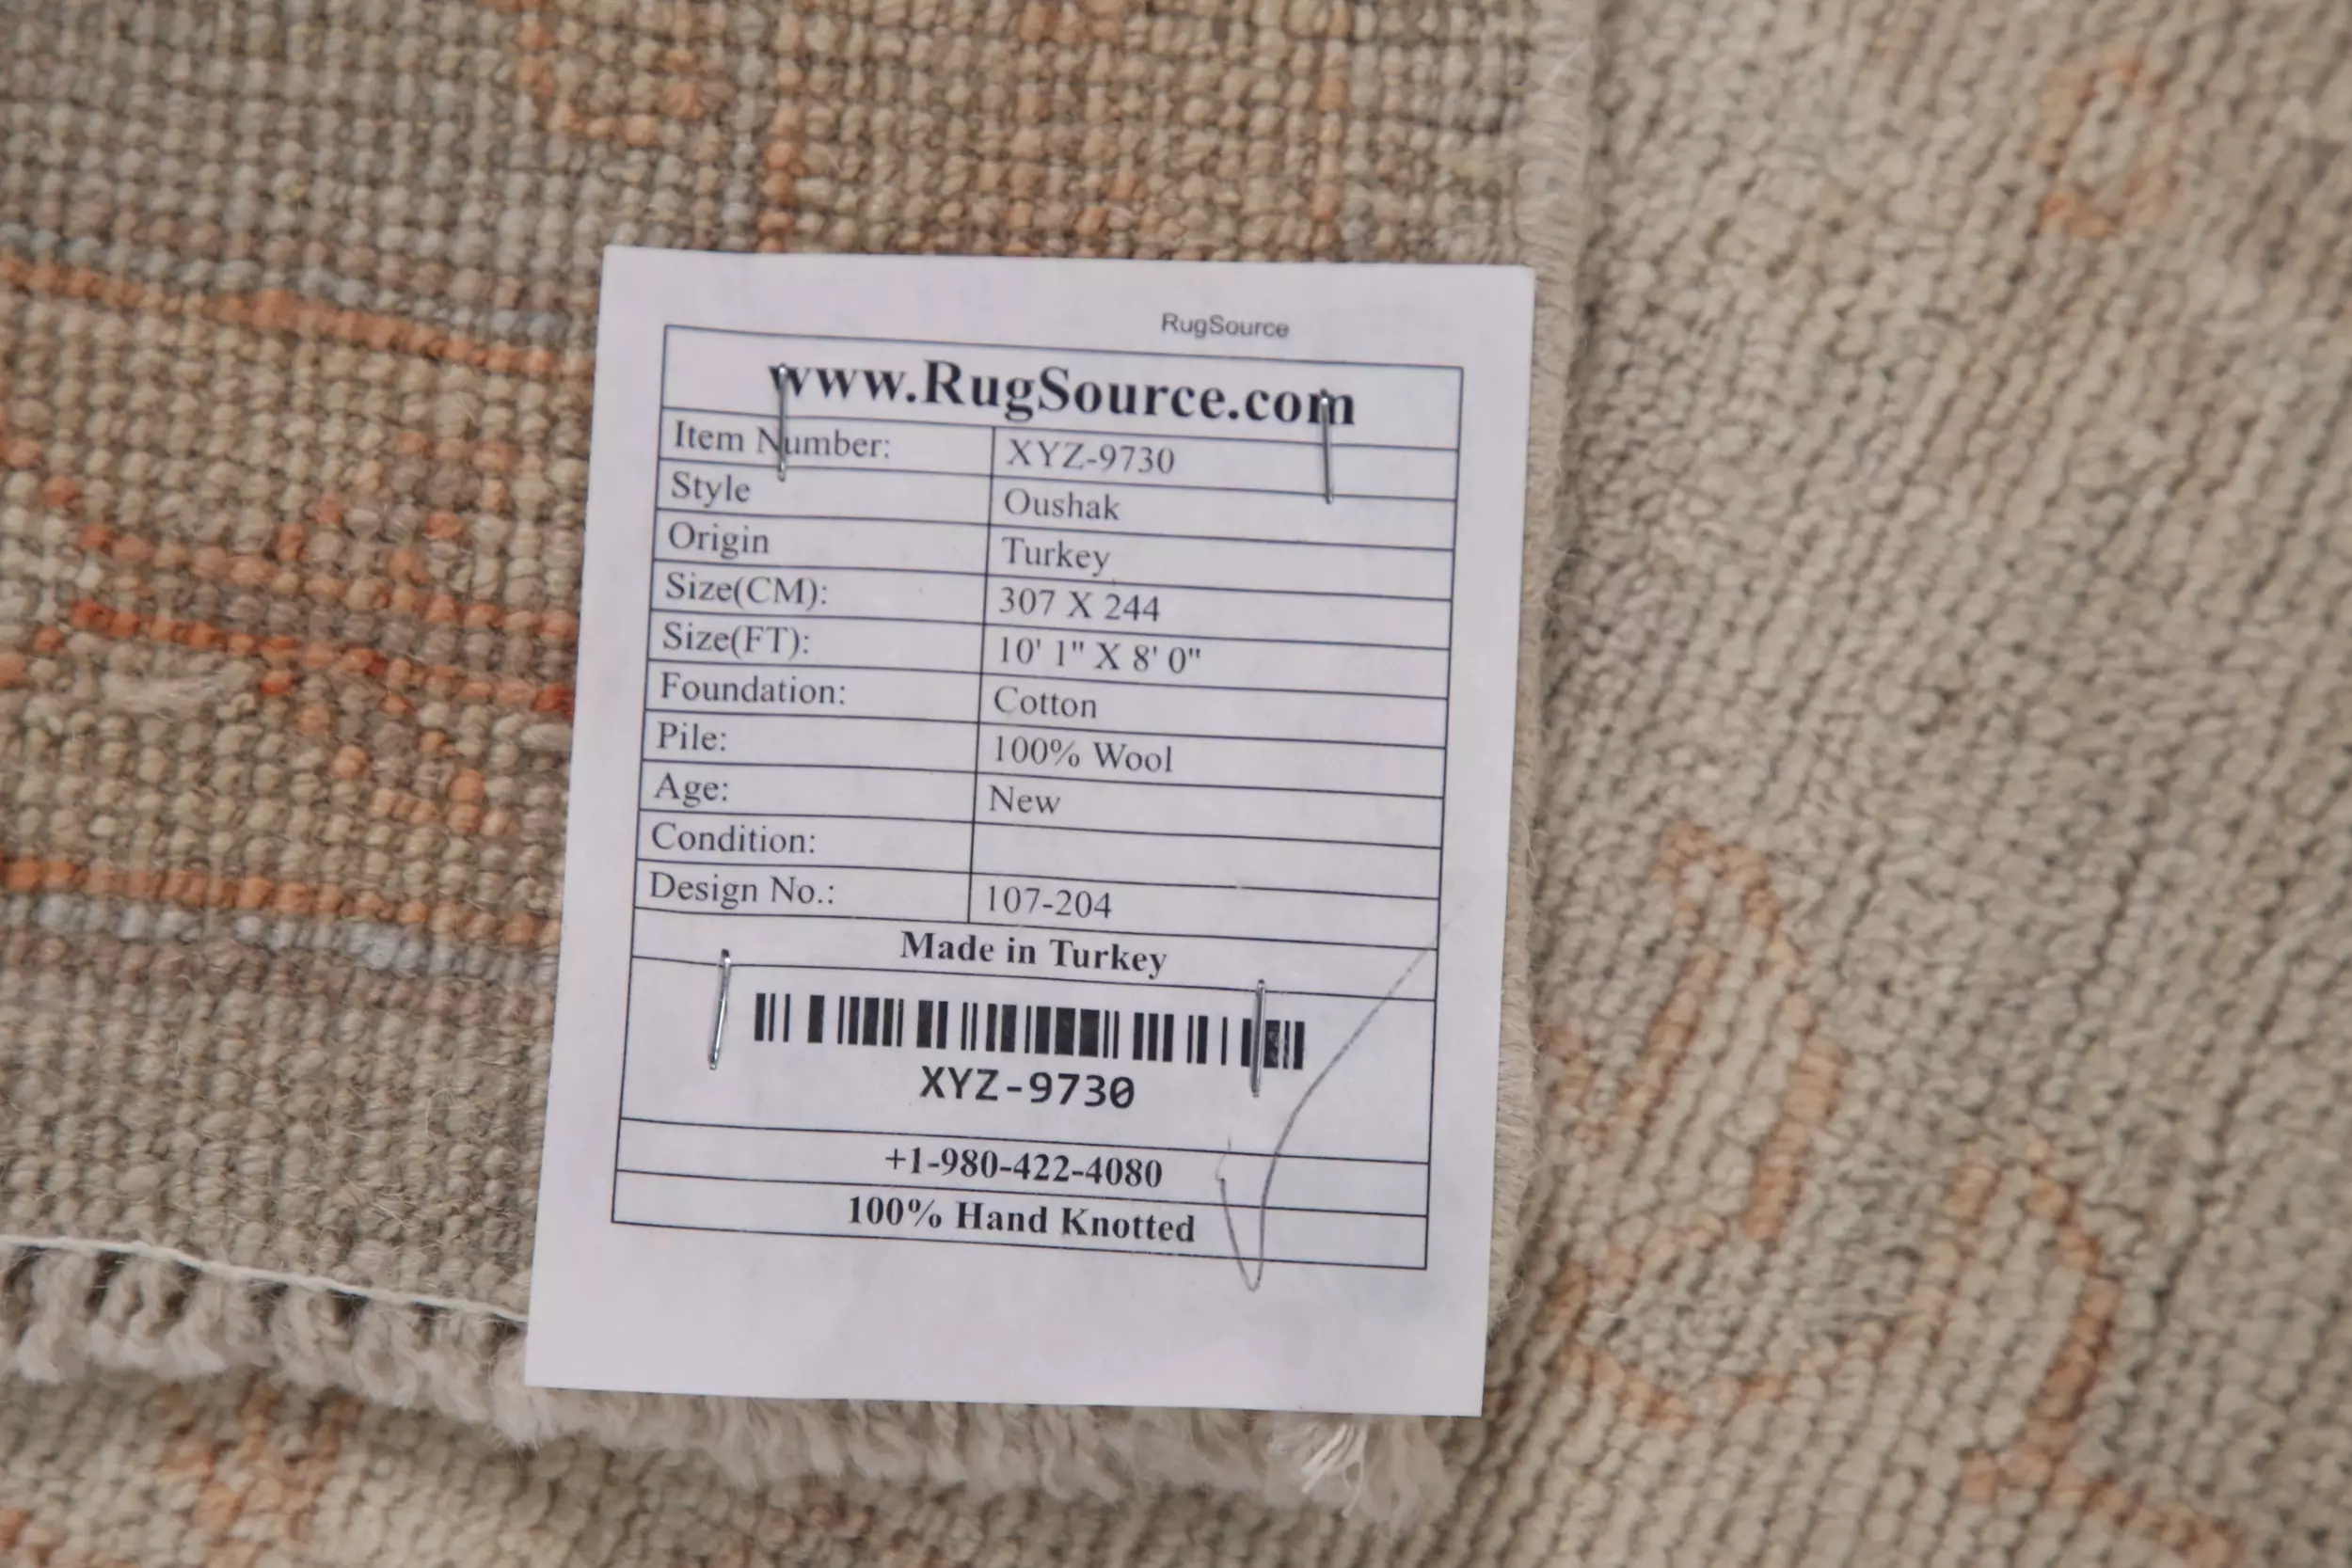 RugSource
www.RugSource.com
Item Number: XYZ-9730
Style Oushak
Origin Turkey
Size(CM): 307 X 244
Size(FT): 10' 1" X 8' 0"
Foundation: Cotton
Pile: 100% Wool
Age: New
Condition:
Design No.: 107-204
Made in Turkey
XYZ-9730
+1-980-422-4080
100% Hand Knotted